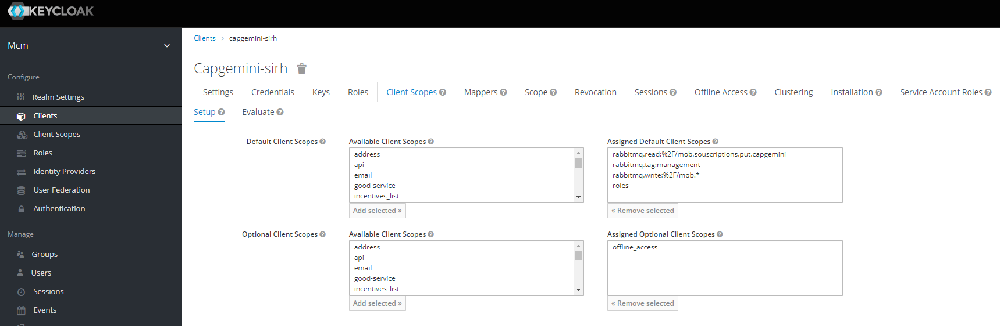 KEYCLOAK
Mcm
Clients > capgemini-sirh
Capgemini-sirh
Configure
Realm Settings
Clients
Client Scopes
Roles
Identity Providers
User Federation
Authentication
Manage
Groups
Users
Sessions
Events
Settings Credentials Keys Roles Client Scopes Mappers Scope Revocation Sessions Offline Access Clustering Installation Service Account Roles
Setup Evaluate
Default Client Scopes
Available Client Scopes
address
api
email
good-service
incentives_list
Add selected »
Assigned Default Client Scopes
rabbitmq.read:%2F/mob.souscriptions.put.capgemini
rabbitmq.tag:management
rabbitmq.write:%2F/mob.*
roles
« Remove selected
Optional Client Scopes
Available Client Scopes
address
api
email
good-service
incentives_list
Add selected »
Assigned Optional Client Scopes
offline_access
« Remove selected